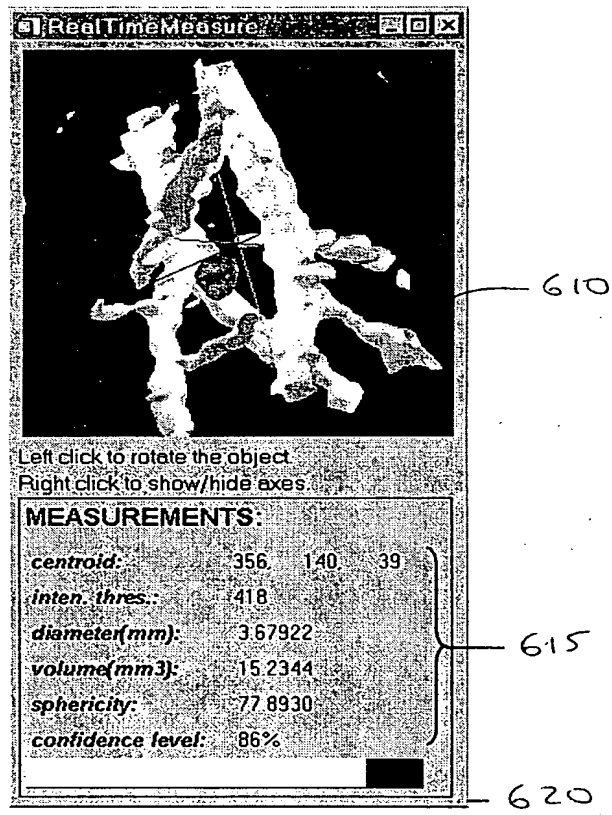 RealTimeMeasure
610
Left click to rotate the object.
Right click to show/hide axes.
MEASUREMENTS:
centroid: 356, 140, 39
inten. thres.: 418
diameter(mm): 3.67922
volume(mm3): 15.2344
sphericity: 77.8930
confidence level: 86%
615
620